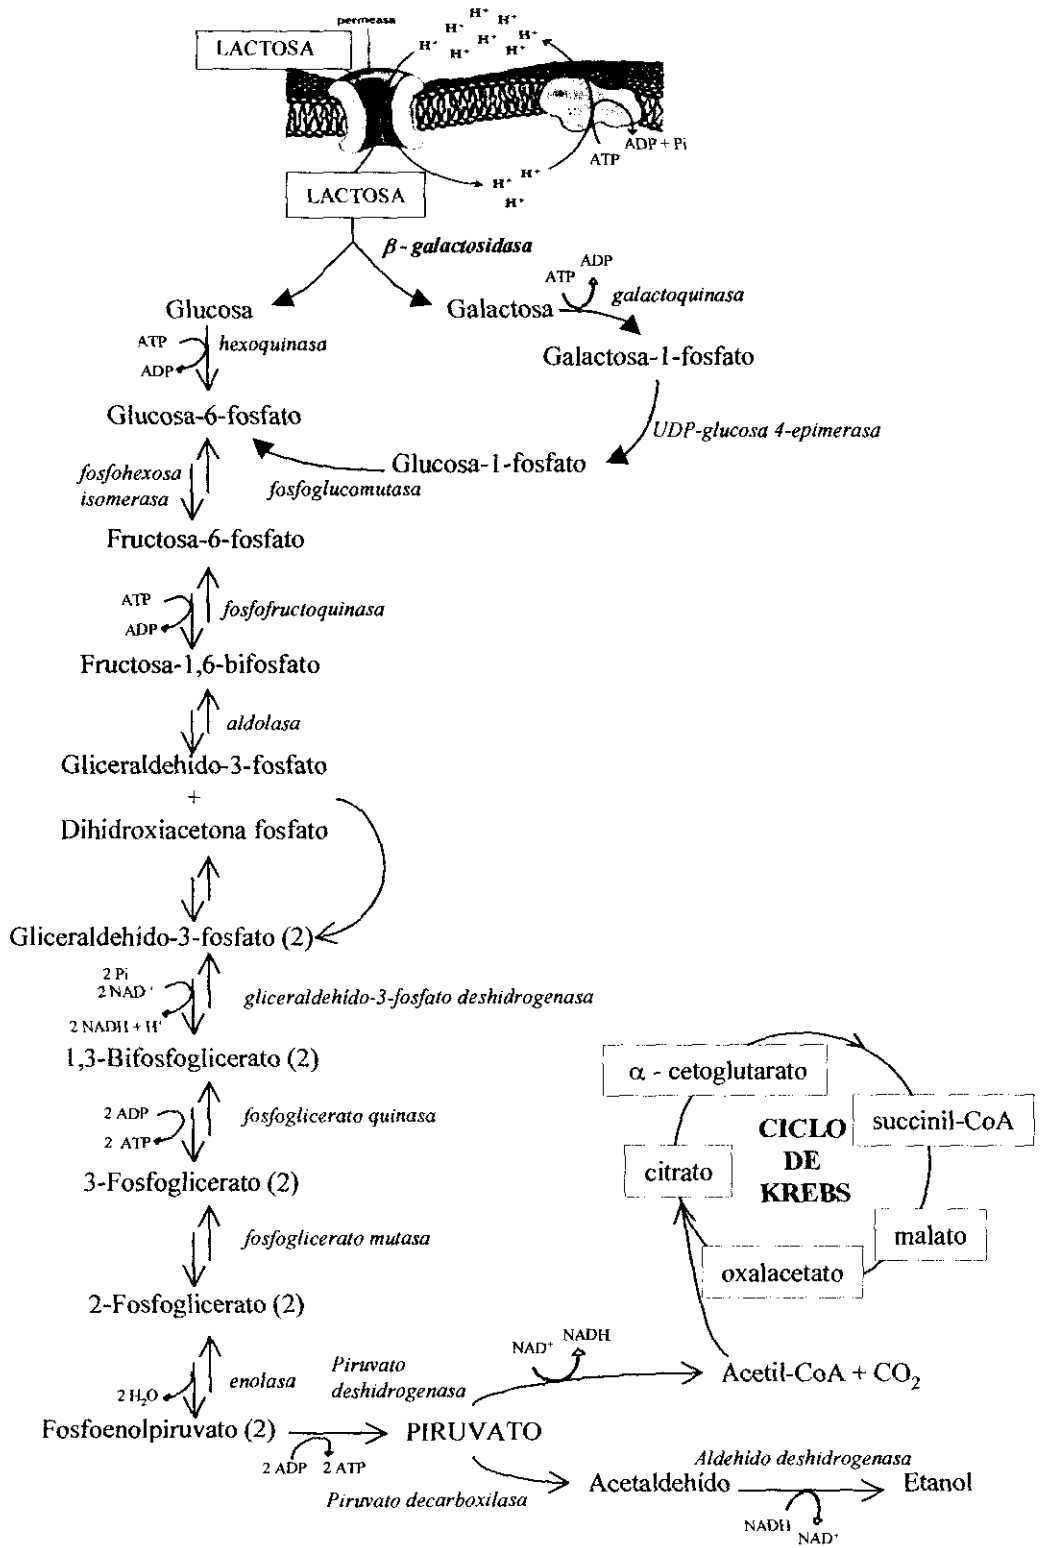 permeasa
H⁺ H⁺ H⁺
H⁺ H⁺ H⁺
H⁺ H⁺ H⁺
LACTOSA
ATP
ADP + Pi
H⁺ H⁺
H⁺
LACTOSA
β - galactosidasa
Glucosa
Galactosa
ATP
ADP
galactoquinasa
ATP
ADP
hexoquinasa
Galactosa-1-fosfato
UDP-glucosa 4-epimerasa
Glucosa-6-fosfato
Glucosa-1-fosfato
fosfoglucomutasa
fosfohexosa
isomerasa
Fructosa-6-fosfato
ATP
ADP
fosfofructoquinasa
Fructosa-1,6-bifosfato
aldolasa
Gliceraldehído-3-fosfato
+
Dihidroxiacetona fosfato
Gliceraldehido-3-fosfato (2)
2 Pi
2 NAD⁺
2 NADH + H⁺
gliceraldehído-3-fosfato deshidrogenasa
1,3-Bifosfoglicerato (2)
2 ADP
2 ATP
fosfoglicerato quinasa
3-Fosfoglicerato (2)
fosfoglicerato mutasa
2-Fosfoglicerato (2)
2 H₂O
enolasa
Fosfoenolpiruvato (2)
2 ADP
2 ATP
PIRUVATO
Piruvato
deshidrogenasa
NAD⁺
NADH
Acetil-CoA + CO₂
CICLO
DE
KREBS
citrato
α - cetoglutarato
succinil-CoA
malato
oxalacetato
Piruvato decarboxilasa
Acetaldehído
Aldehído deshidrogenasa
NADH
NAD⁺
Etanol